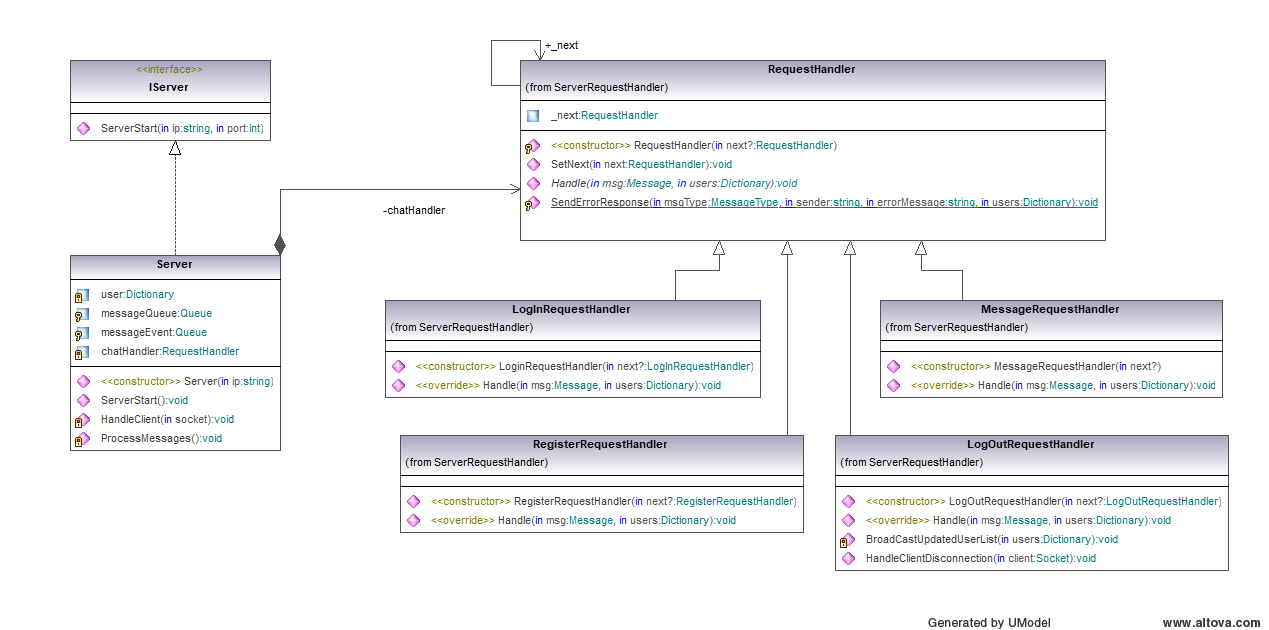 +_next
<<interface>>
IServer
ServerStart(in ip:string, in port:int)
RequestHandler
(from ServerRequestHandler)
_next:RequestHandler
<<constructor>> RequestHandler(in next?:RequestHandler)
SetNext(in next:RequestHandler):void
Handle(in msg:Message, in users:Dictionary):void
SendErrorResponse(in msgType:MessageType, in sender:string, in errorMessage:string, in users:Dictionary):void
-chatHandler
Server
user:Dictionary
messageQueue:Queue
messageEvent:Queue
chatHandler:RequestHandler
<<constructor>> Server(in ip:string)
ServerStart():void
HandleClient(in socket):void
ProcessMessages():void
LogInRequestHandler
(from ServerRequestHandler)
<<constructor>> LoginRequestHandler(in next?:LogInRequestHandler)
<<override>> Handle(in msg:Message, in users:Dictionary):void
MessageRequestHandler
(from ServerRequestHandler)
<<constructor>> MessageRequestHandler(in next?)
<<override>> Handle(in msg:Message, in users:Dictionary):void
RegisterRequestHandler
(from ServerRequestHandler)
<<constructor>> RegisterRequestHandler(in next?:RegisterRequestHandler)
<<override>> Handle(in msg:Message, in users:Dictionary):void
LogOutRequestHandler
(from ServerRequestHandler)
<<constructor>> LogOutRequestHandler(in next?:LogOutRequestHandler)
<<override>> Handle(in msg:Message, in users:Dictionary):void
BroadCastUpdatedUserList(in users:Dictionary):void
HandleClientDisconnection(in client:Socket):void
Generated by UModel
www.altova.com